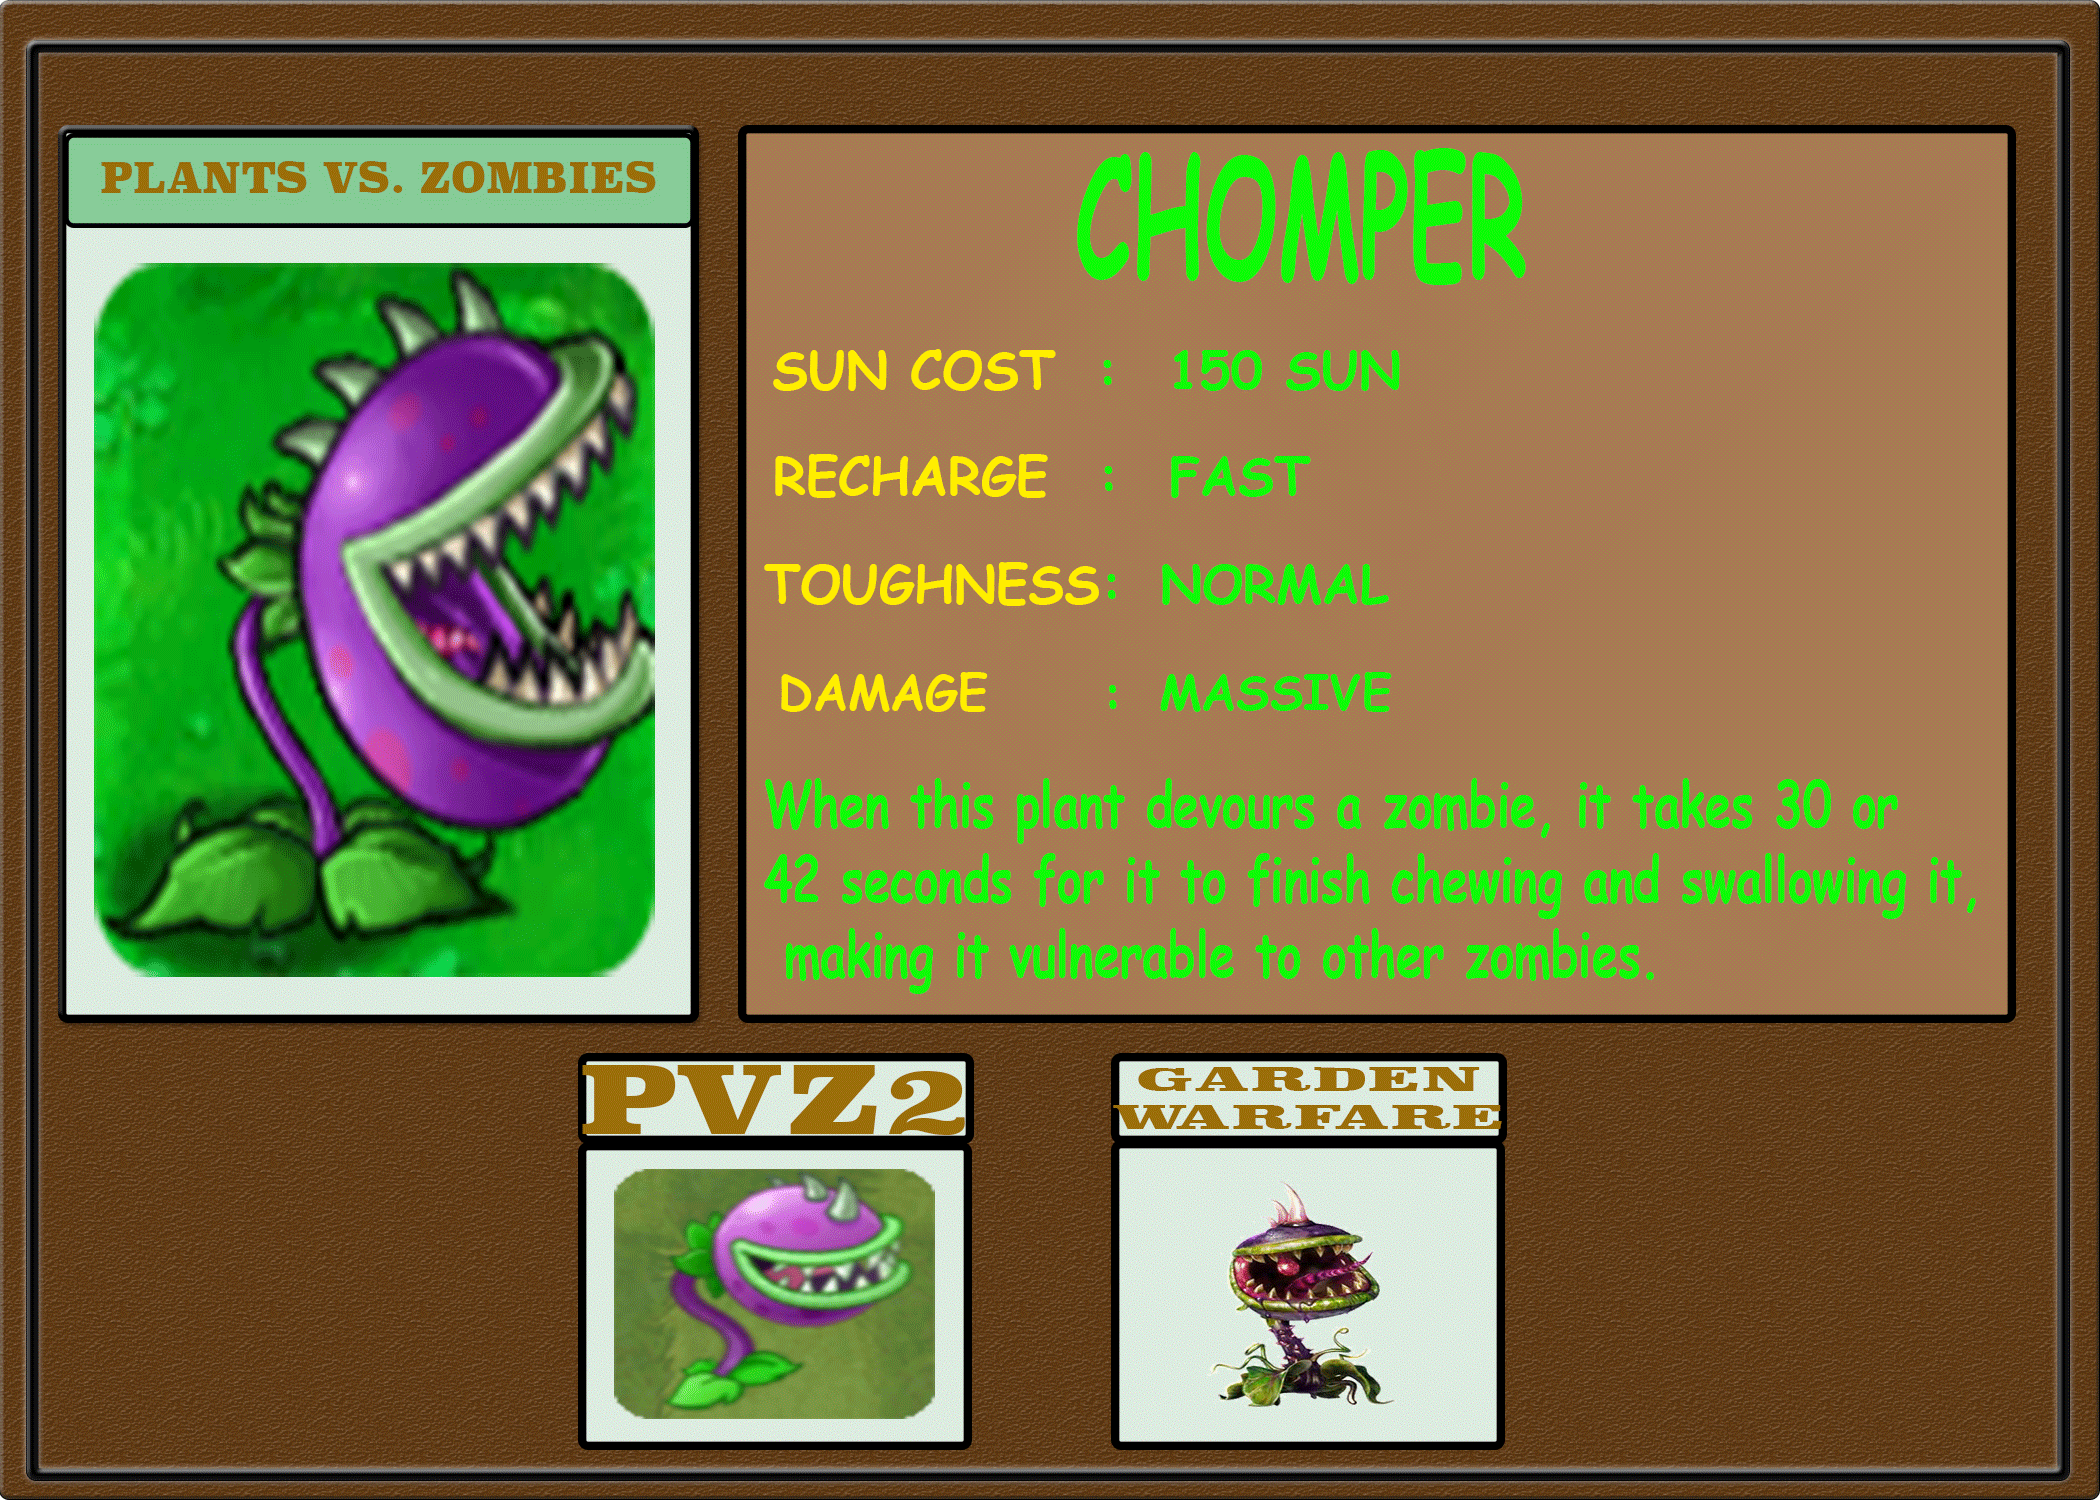 PLANTS VS. ZOMBIES
CHOMPER
SUN COST : 150 SUN
RECHARGE : FAST
TOUGHNESS: NORMAL
DAMAGE : MASSIVE
When this plant devours a zombie, it takes 30 or
42 seconds for it to finish chewing and swallowing it,
making it vulnerable to other zombies.
PVZ2
GARDEN
WARFARE